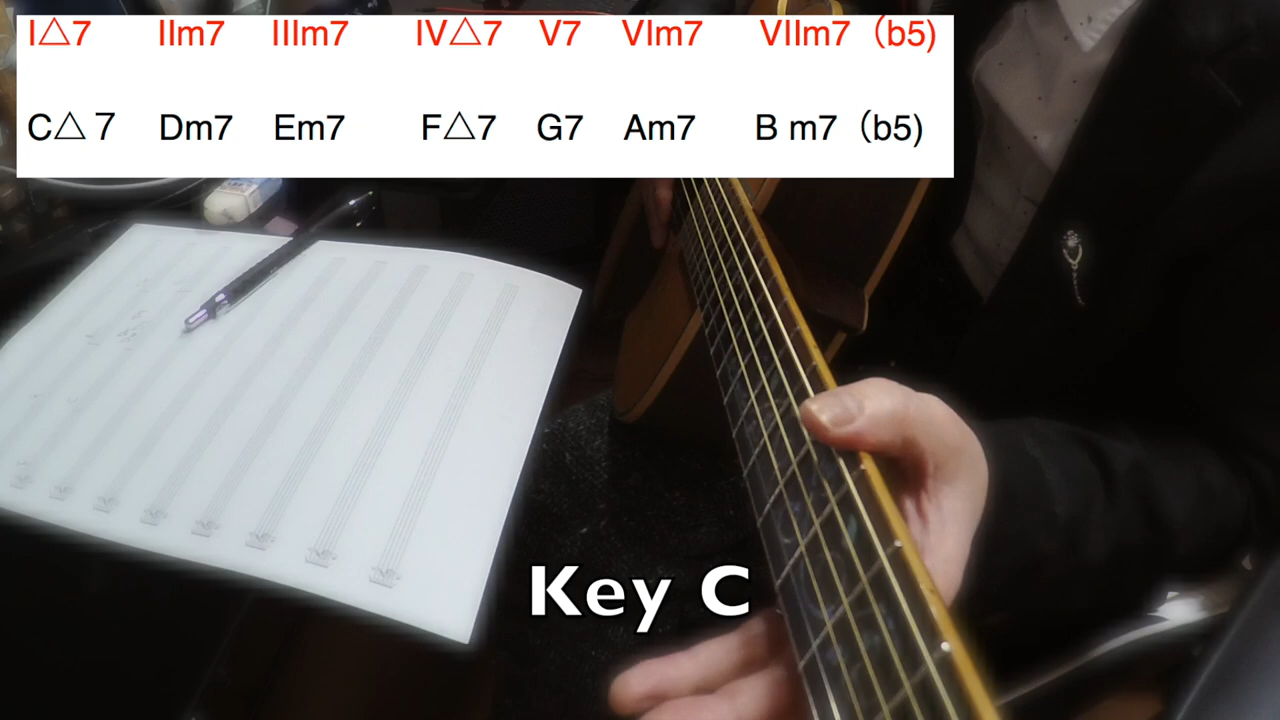 I△7 IIm7 IIIm7 IV△7 V7 VIm7 VIIm7（b5)
C△７ Dm7 Em7 F△7 G7 Am7 B m7（b5)
Key C